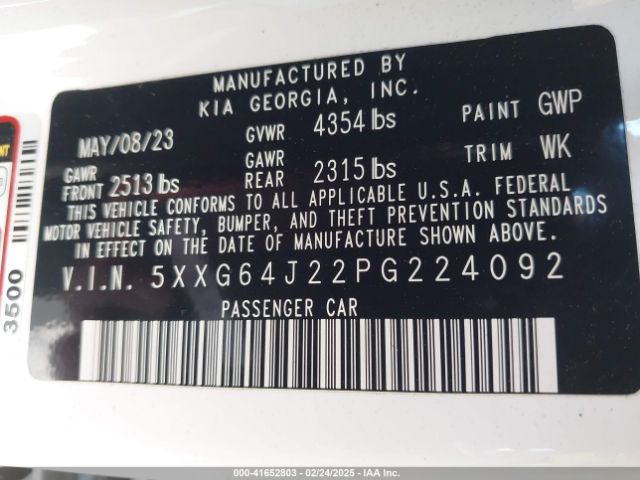 MANUFACTURED BY
KIA GEORGIA, INC.
MAY/08/23 GVWR 4354 lbs PAINT GWP
GAWR FRONT 2513 lbs GAWR REAR 2315 lbs TRIM WK
THIS VEHICLE CONFORMS TO ALL APPLICABLE U.S.A. FEDERAL
MOTOR VEHICLE SAFETY, BUMPER, AND THEFT PREVENTION STANDARDS
IN EFFECT ON THE DATE OF MANUFACTURE SHOWN ABOVE.
V.I.N. 5XXG64J22PG224092
PASSENGER CAR
3500
000-41652803 - 02/24/2025 - IAA Inc.